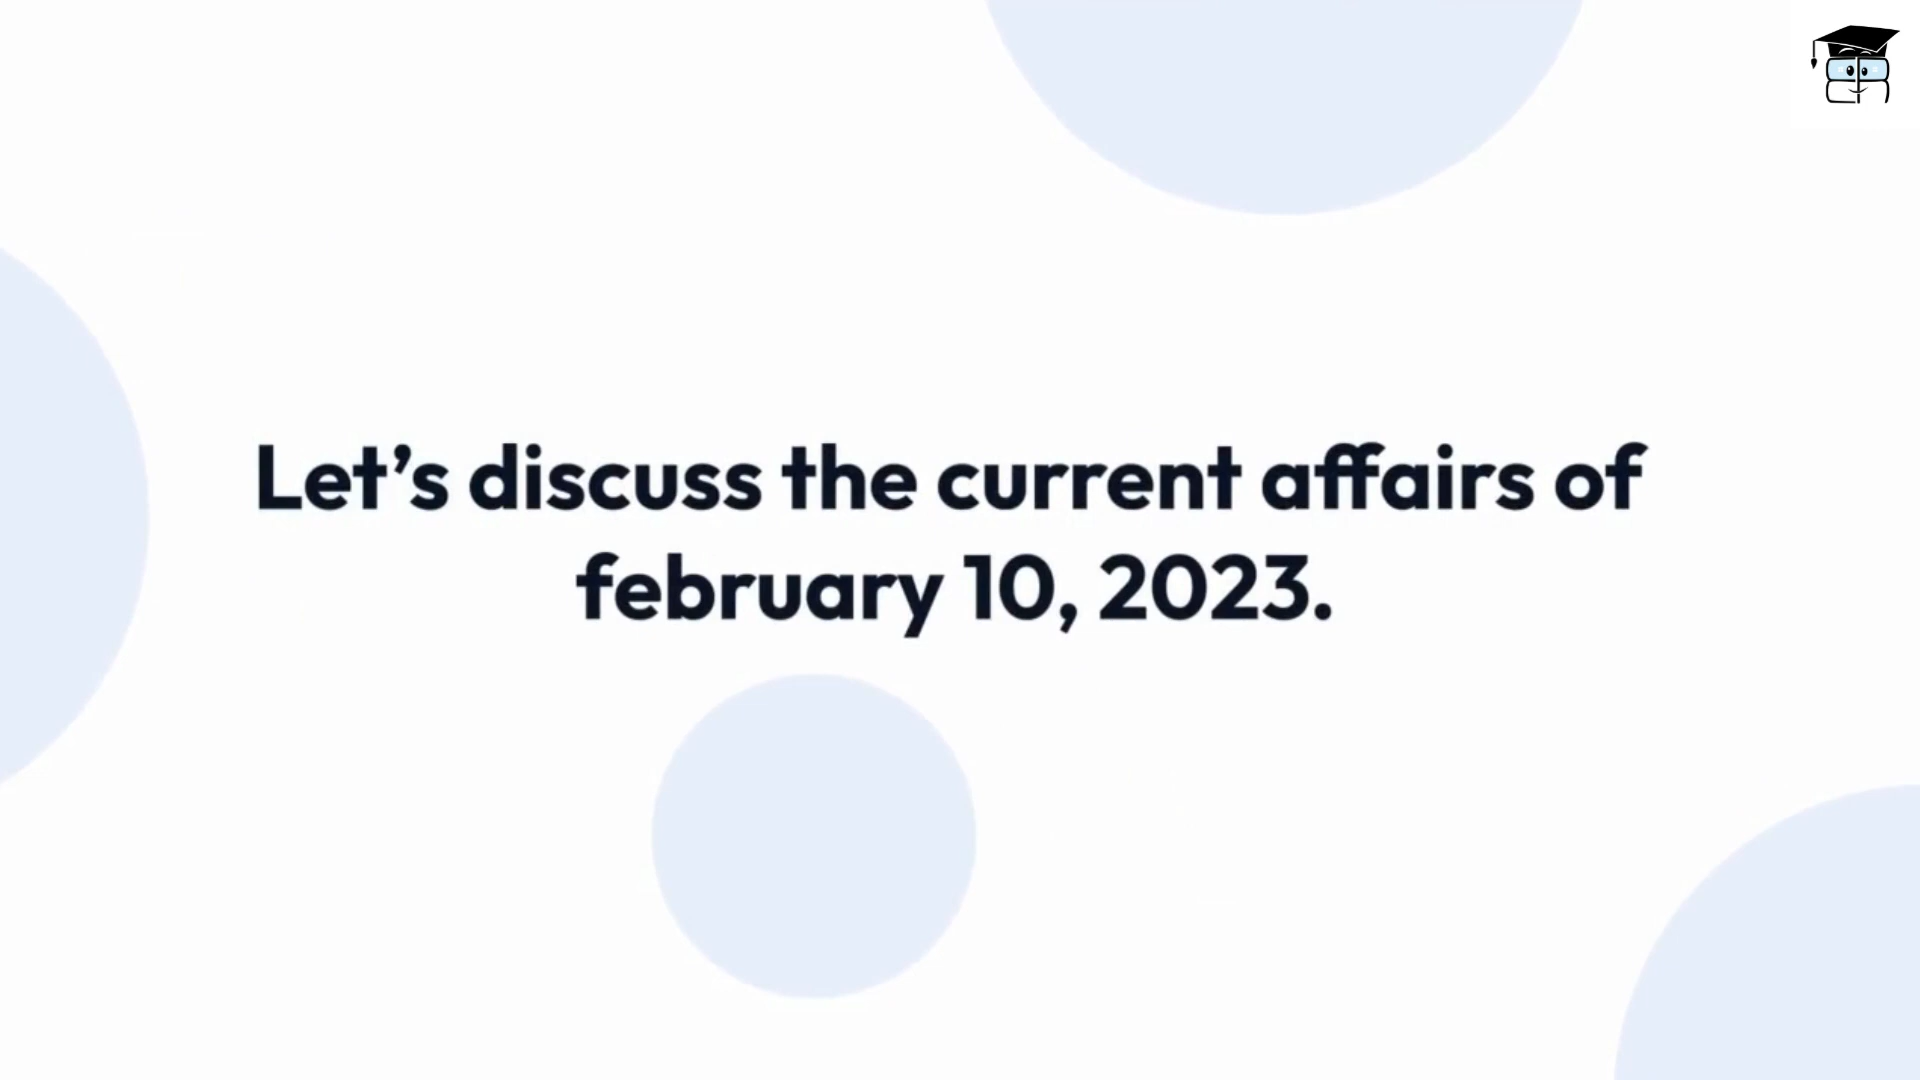 Let’s discuss the current affairs of
february 10, 2023.